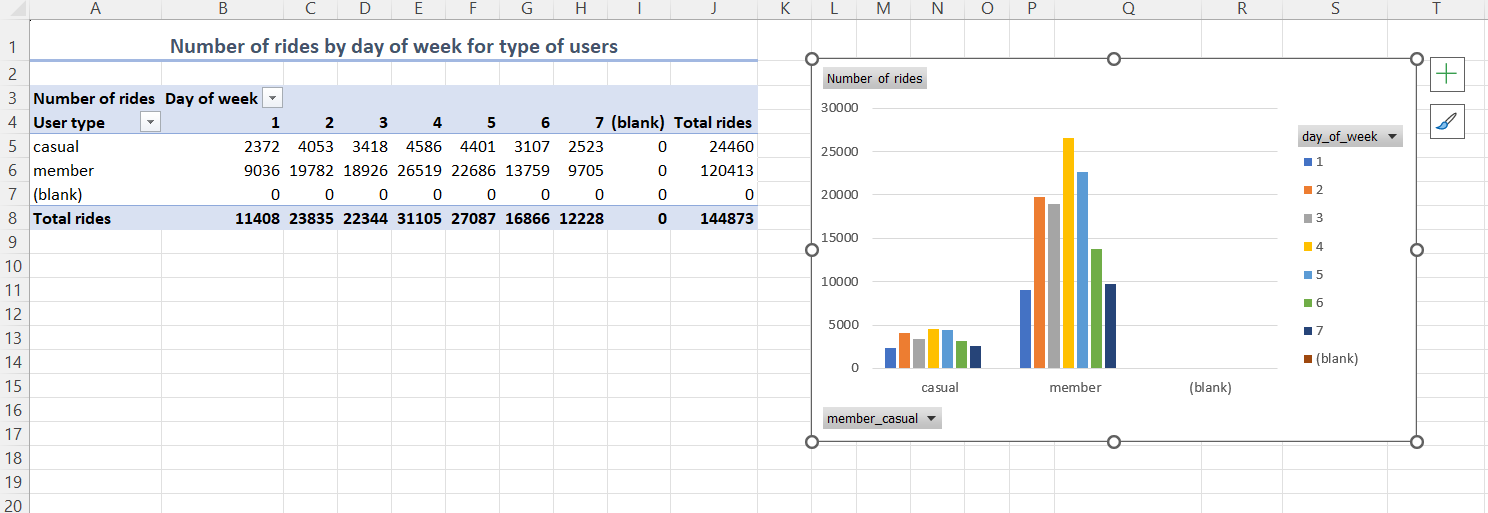 A B C D E F G H I J K L M N O P Q R S T
1 Number of rides by day of week for type of users
2
3 Number of rides Day of week
4 User type 1 2 3 4 5 6 7 (blank) Total rides
5 casual 2372 4053 3418 4586 4401 3107 2523 0 24460
6 member 9036 19782 18926 26519 22686 13759 9705 0 120413
7 (blank) 0 0 0 0 0 0 0 0 0
8 Total rides 11408 23835 22344 31105 27087 16866 12228 0 144873
9
10
11
12
13
14
15
16
17
18
19
20
Number of rides
30000
25000
20000
15000
10000
5000
0
casual member (blank)
member_casual
day_of_week
1
2
3
4
5
6
7
(blank)